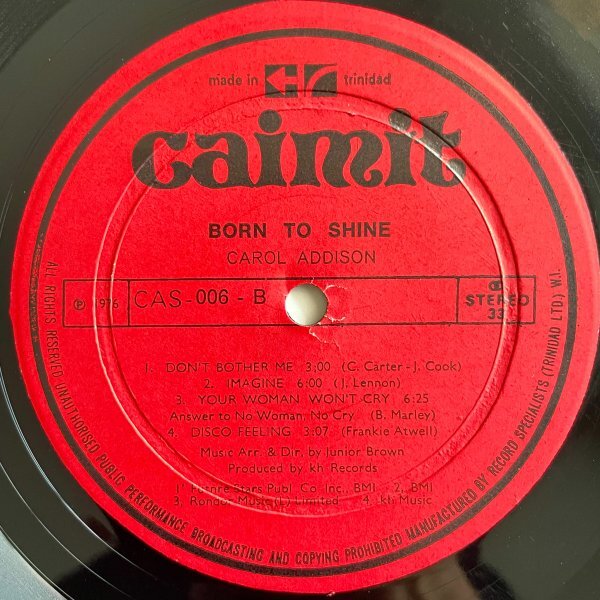 made in trinidad
caimit
BORN TO SHINE
CAROL ADDISON
℗ 1976 CAS-006 - B STEREO
33
1. DON'T BOTHER ME 3:00 (C. Carter - J. Cook)
2. IMAGINE 6:00 (J. Lennon)
3. YOUR WOMAN WON'T CRY 6:25
Answer to No Woman, No Cry (B. Marley)
4. DISCO FEELING 3:07 (Frankie Atwell)
Music Arr. & Dir. by Junior Brown
Produced by kh Records
1. Future Stars Publ. Co Inc., BMI - 2. BMI
3. Rondor Music (L) Limited - 4. kh Music
ALL RIGHTS RESERVED UNAUTHORISED PUBLIC PERFORMANCE BROADCASTING AND COPYING PROHIBITED MANUFACTURED BY RECORD SPECIALISTS (TRINIDAD LTD.) W.I.